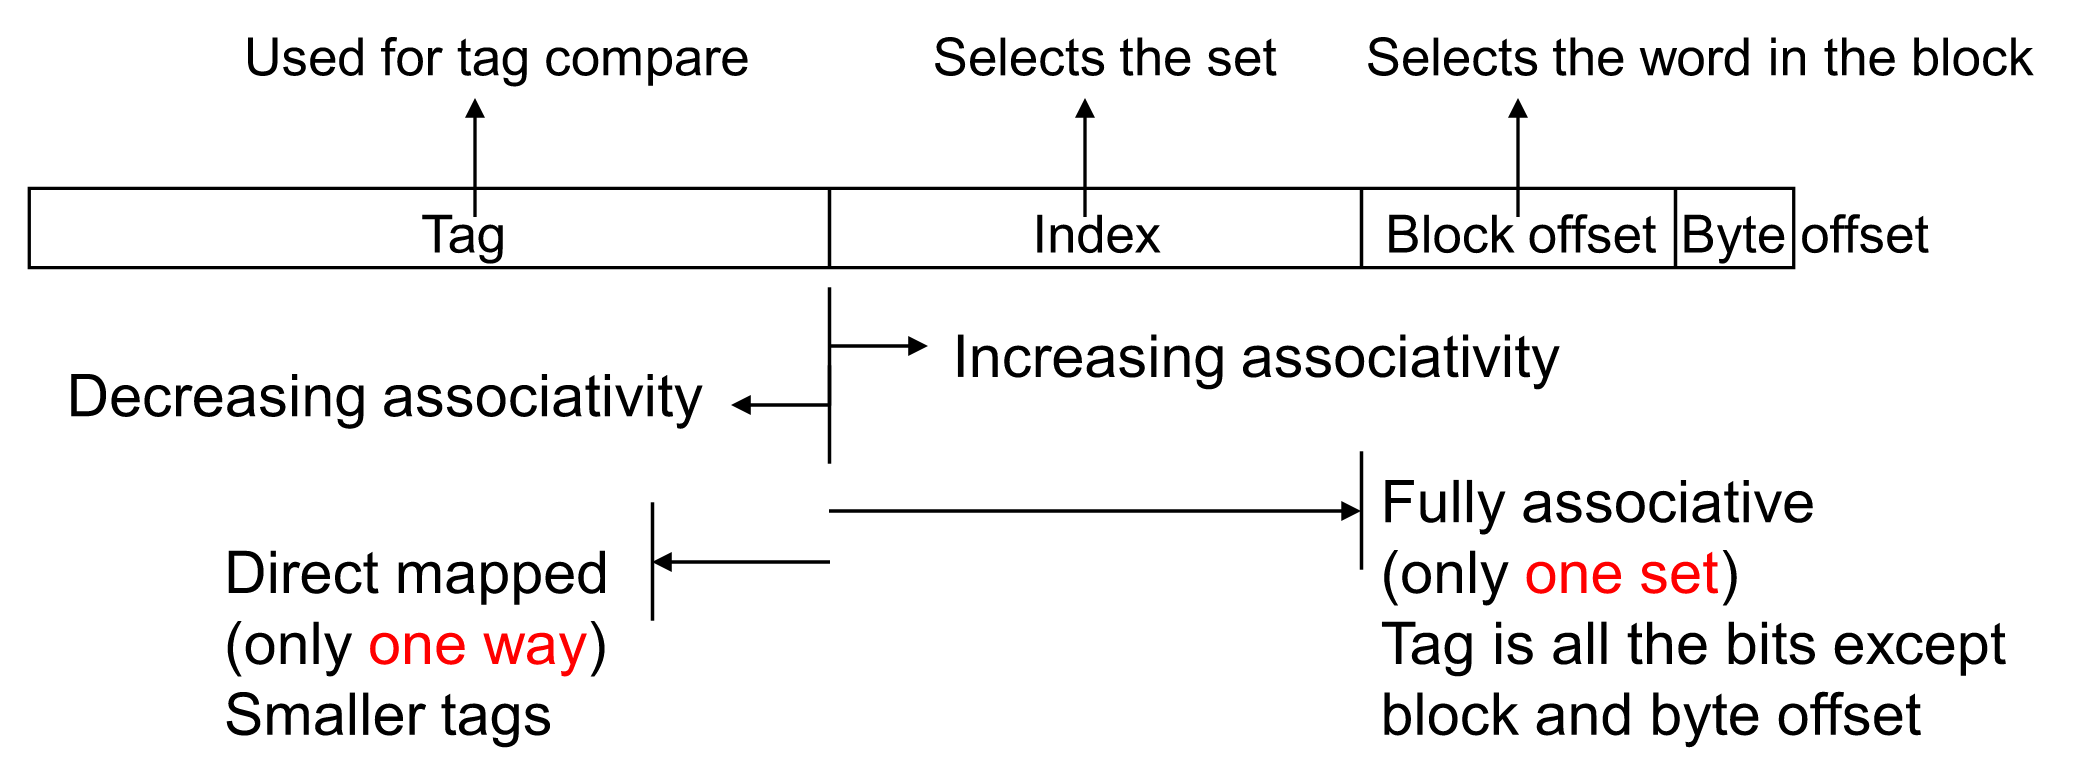 Used for tag compare
Selects the set
Selects the word in the block
Tag
Index
Block offset
Byte offset
Increasing associativity
Decreasing associativity
Fully associative
(only one set)
Tag is all the bits except
block and byte offset
Direct mapped
(only one way)
Smaller tags